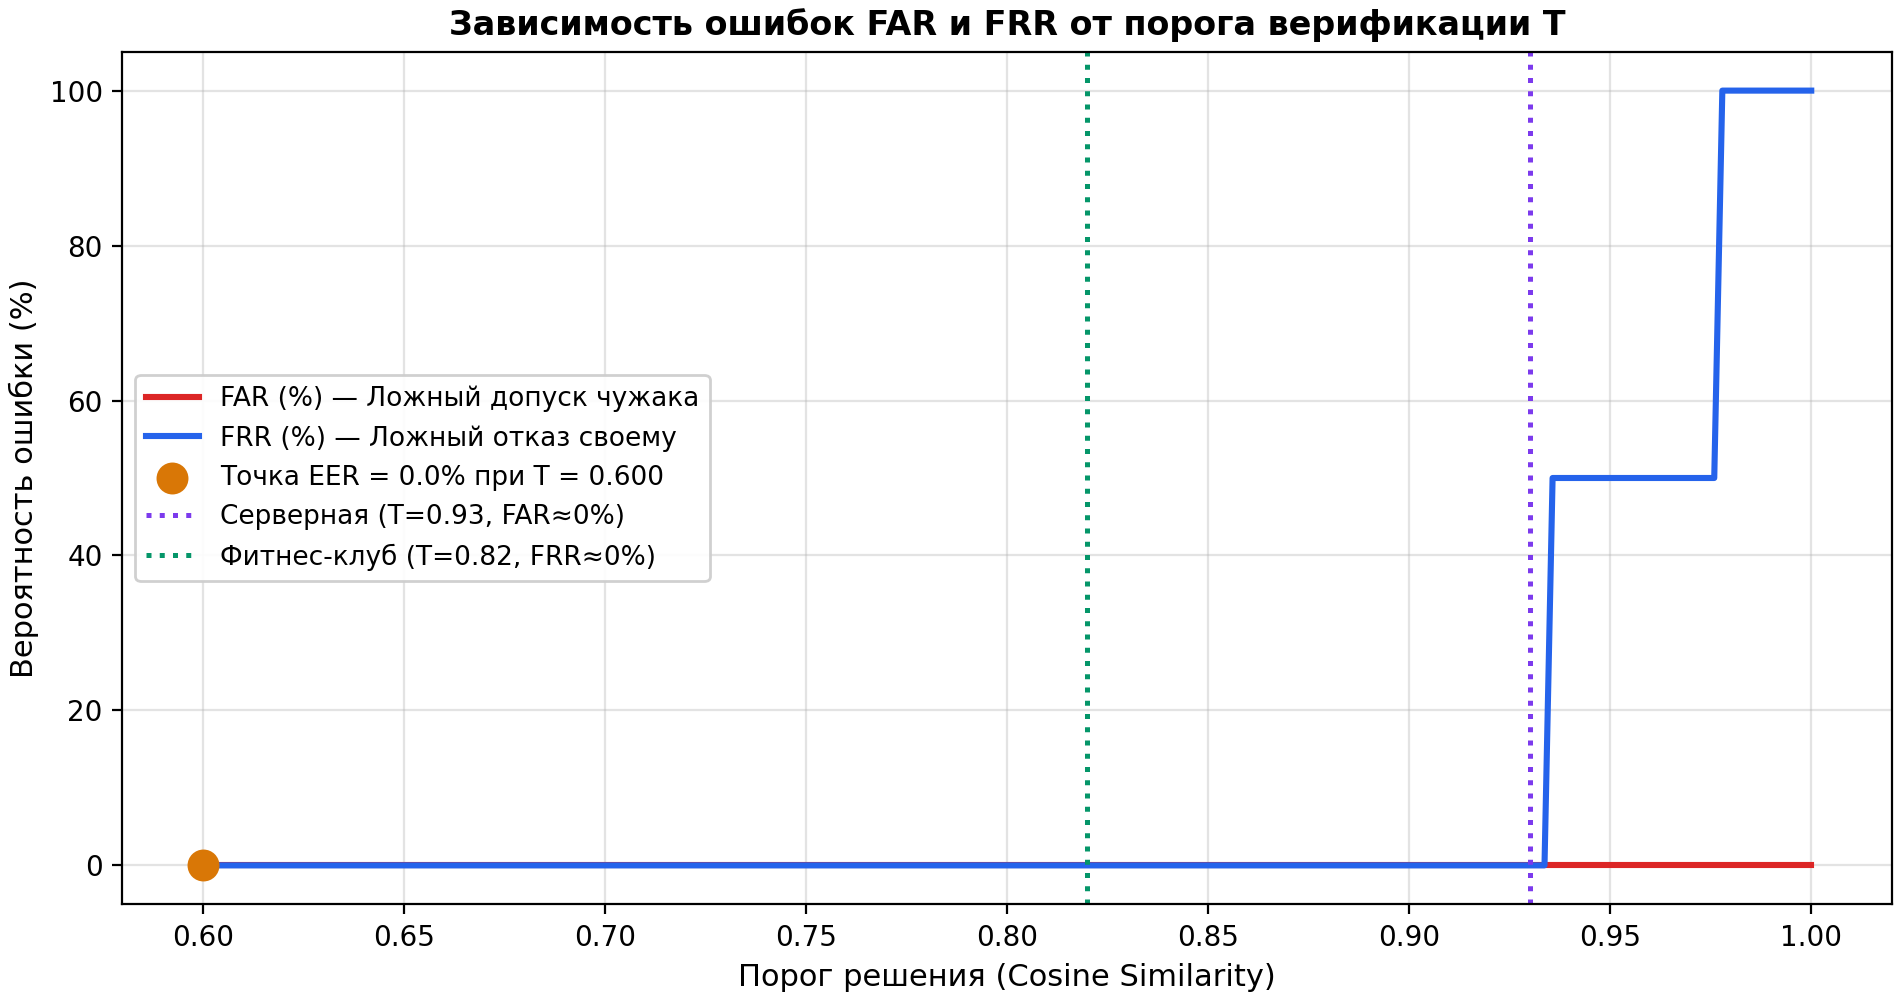 Зависимость ошибок FAR и FRR от порога верификации T
Вероятность ошибки (%)
100
80
60
40
20
0
FAR (%) — Ложный допуск чужака
FRR (%) — Ложный отказ своему
Точка EER = 0.0% при T = 0.600
Серверная (T=0.93, FAR≈0%)
Фитнес-клуб (T=0.82, FRR≈0%)
0.60 0.65 0.70 0.75 0.80 0.85 0.90 0.95 1.00
Порог решения (Cosine Similarity)